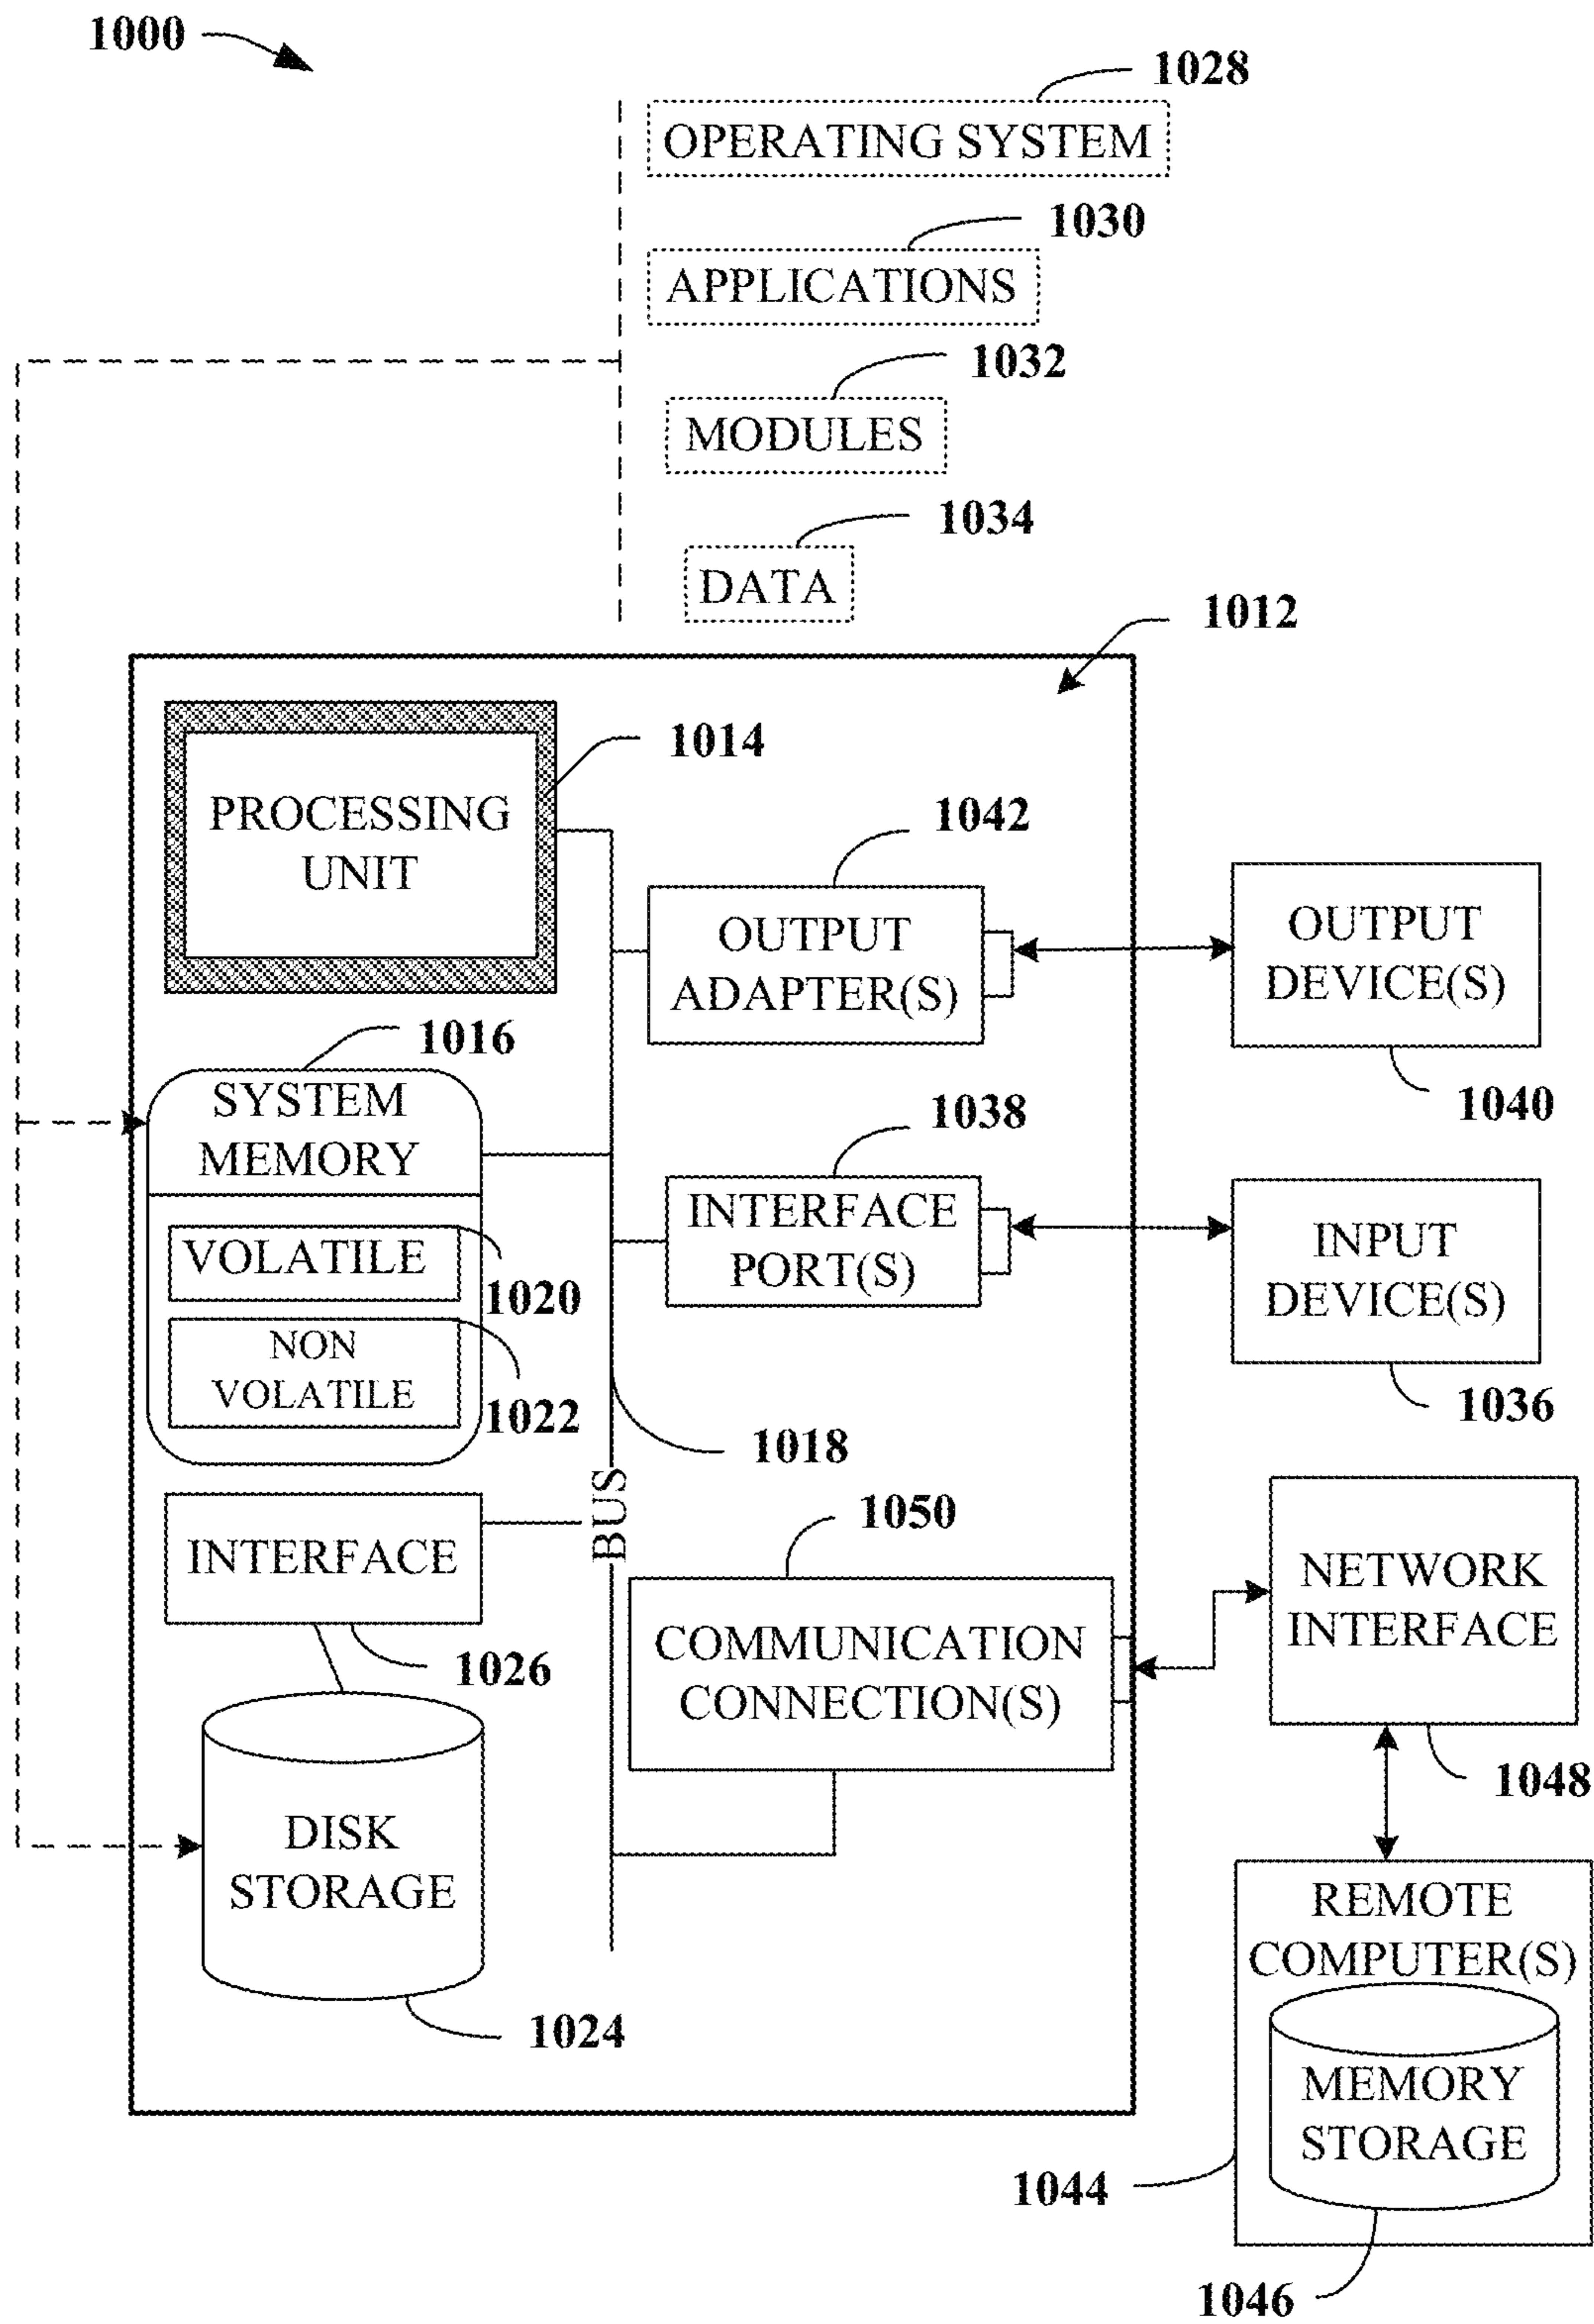 1000
1028
OPERATING SYSTEM
1030
APPLICATIONS
1032
MODULES
1034
DATA
1012
1014
PROCESSING
UNIT
1042
OUTPUT
ADAPTER(S)
OUTPUT
DEVICE(S)
1040
1016
SYSTEM
MEMORY
VOLATILE
1020
NON
VOLATILE
1022
1038
INTERFACE
PORT(S)
INPUT
DEVICE(S)
1036
1018
BUS
INTERFACE
1026
1050
COMMUNICATION
CONNECTION(S)
NETWORK
INTERFACE
1048
DISK
STORAGE
1024
REMOTE
COMPUTER(S)
MEMORY
STORAGE
1044
1046